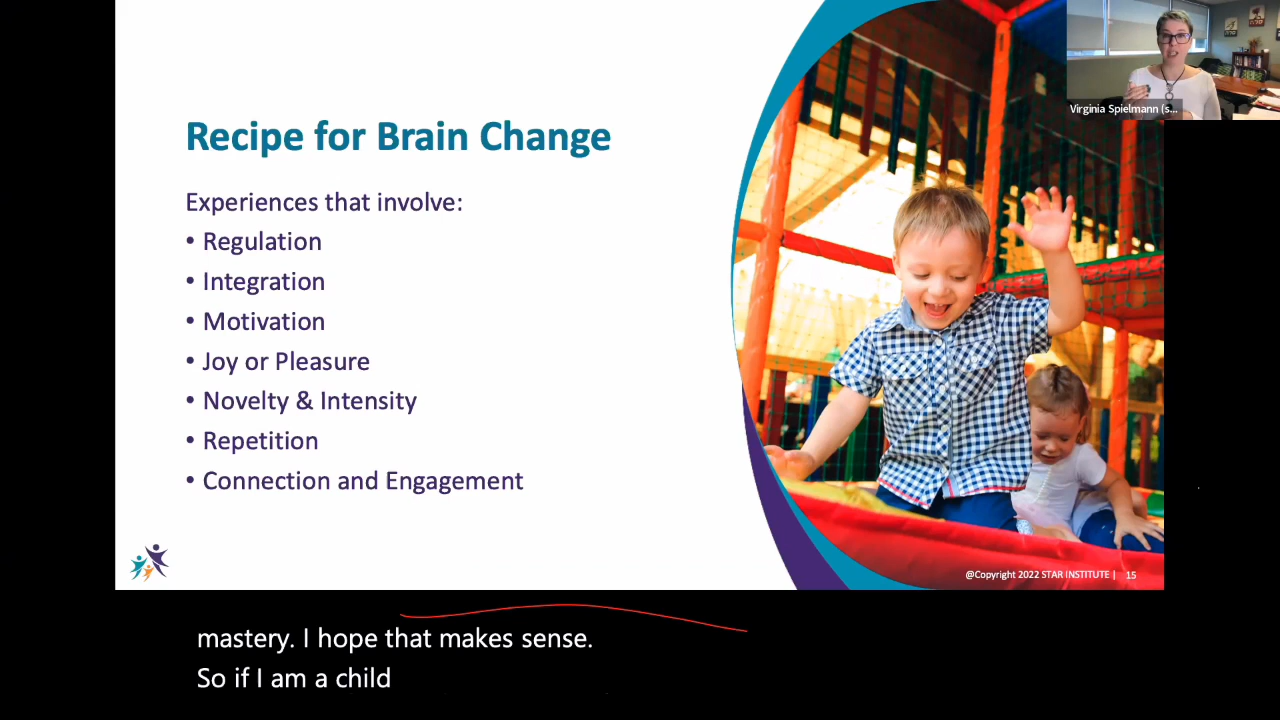 Recipe for Brain Change
Experiences that involve:
• Regulation
• Integration
• Motivation
• Joy or Pleasure
• Novelty & Intensity
• Repetition
• Connection and Engagement
Virginia Spielmann (s...
@Copyright 2022 STAR INSTITUTE | 15
mastery. I hope that makes sense.
So if I am a child